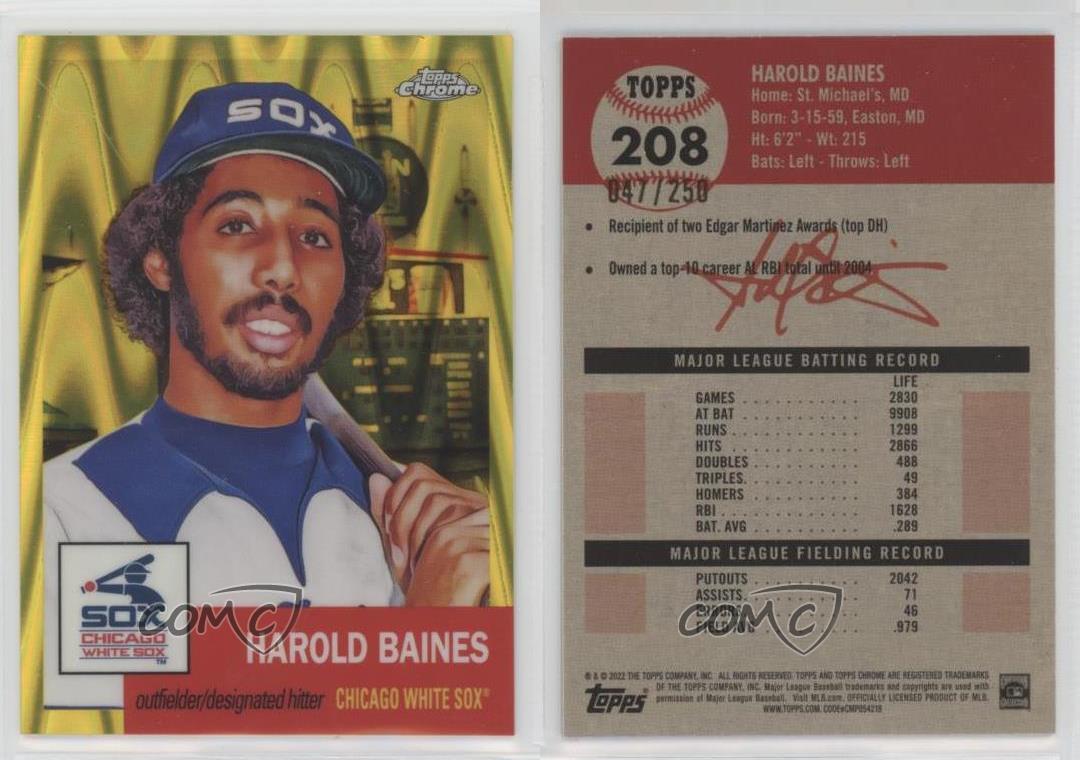 Topps
Chrome
SOX
SOX
CHICAGO
WHITE SOX
TM
COMC
HAROLD BAINES
outfielder/designated hitter CHICAGO WHITE SOX®
TOPPS
208
047/250
HAROLD BAINES
Home: St. Michael's, MD
Born: 3-15-59, Easton, MD
Ht: 6'2" - Wt: 215
Bats: Left - Throws: Left
• Recipient of two Edgar Martinez Awards (top DH)
• Owned a top-10 career AL RBI total until 2004
MAJOR LEAGUE BATTING RECORD
LIFE
GAMES . . . . . . . . . . . 2830
AT BAT . . . . . . . . . . . 9908
RUNS . . . . . . . . . . . 1299
HITS . . . . . . . . . . . 2866
DOUBLES . . . . . . . . . . 488
TRIPLES. . . . . . . . . . . 49
HOMERS . . . . . . . . . . 384
RBI . . . . . . . . . . . 1628
BAT. AVG . . . . . . . . . . .289
MAJOR LEAGUE FIELDING RECORD
PUTOUTS . . . . . . . . . . 2042
ASSISTS. . . . . . . . . . . 71
ERRORS . . . . . . . . . . 46
FIELDING . . . . . . . . . . .979
COMC
® & © 2022 THE TOPPS COMPANY, INC. ALL RIGHTS RESERVED. TOPPS AND TOPPS CHROME ARE REGISTERED TRADEMARKS
OF THE TOPPS COMPANY, INC. Major League Baseball trademarks and copyrights are used with
permission of Major League Baseball. Visit MLB.com. OFFICIALLY LICENSED PRODUCT OF MLB.
WWW.TOPPS.COM. CODE#CMP054218
Topps